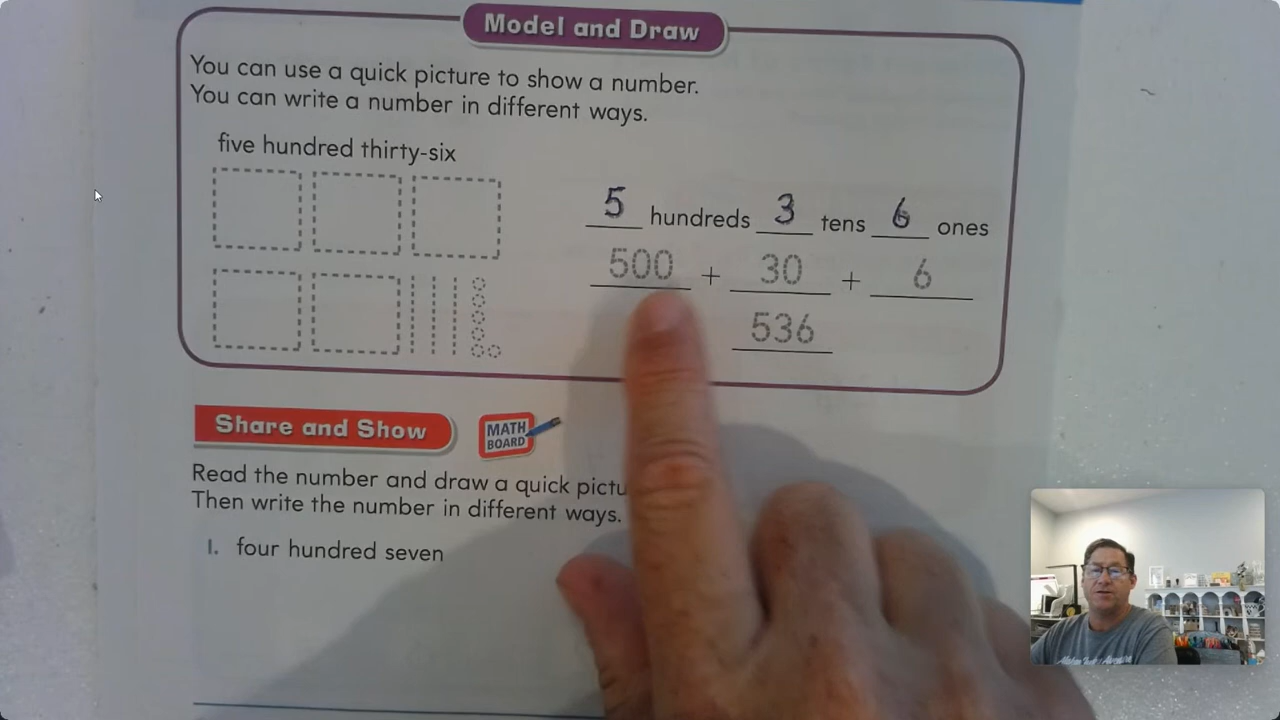 Model and Draw
You can use a quick picture to show a number.
You can write a number in different ways.
five hundred thirty-six
5 hundreds 3 tens 6 ones
500 + 30 + 6
536
Share and Show
MATH
BOARD
Read the number and draw a quick
Then write the number in different ways.
1. four hundred seven